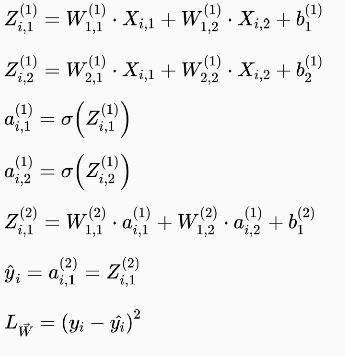 Z_{i,1}^{(1)} = W_{1,1}^{(1)} · X_{i,1} + W_{1,2}^{(1)} · X_{i,2} + b_1^{(1)}
Z_{i,2}^{(1)} = W_{2,1}^{(1)} · X_{i,1} + W_{2,2}^{(1)} · X_{i,2} + b_2^{(1)}
a_{i,1}^{(1)} = σ(Z_{i,1}^{(1)})
a_{i,2}^{(1)} = σ(Z_{i,2}^{(1)})
Z_{i,1}^{(2)} = W_{1,1}^{(2)} · a_{i,1}^{(1)} + W_{1,2}^{(2)} · a_{i,2}^{(1)} + b_1^{(2)}
ŷ_i = a_{i,1}^{(2)} = Z_{i,1}^{(2)}
L_{\vec{W}} = (y_i − ŷ_i)^2